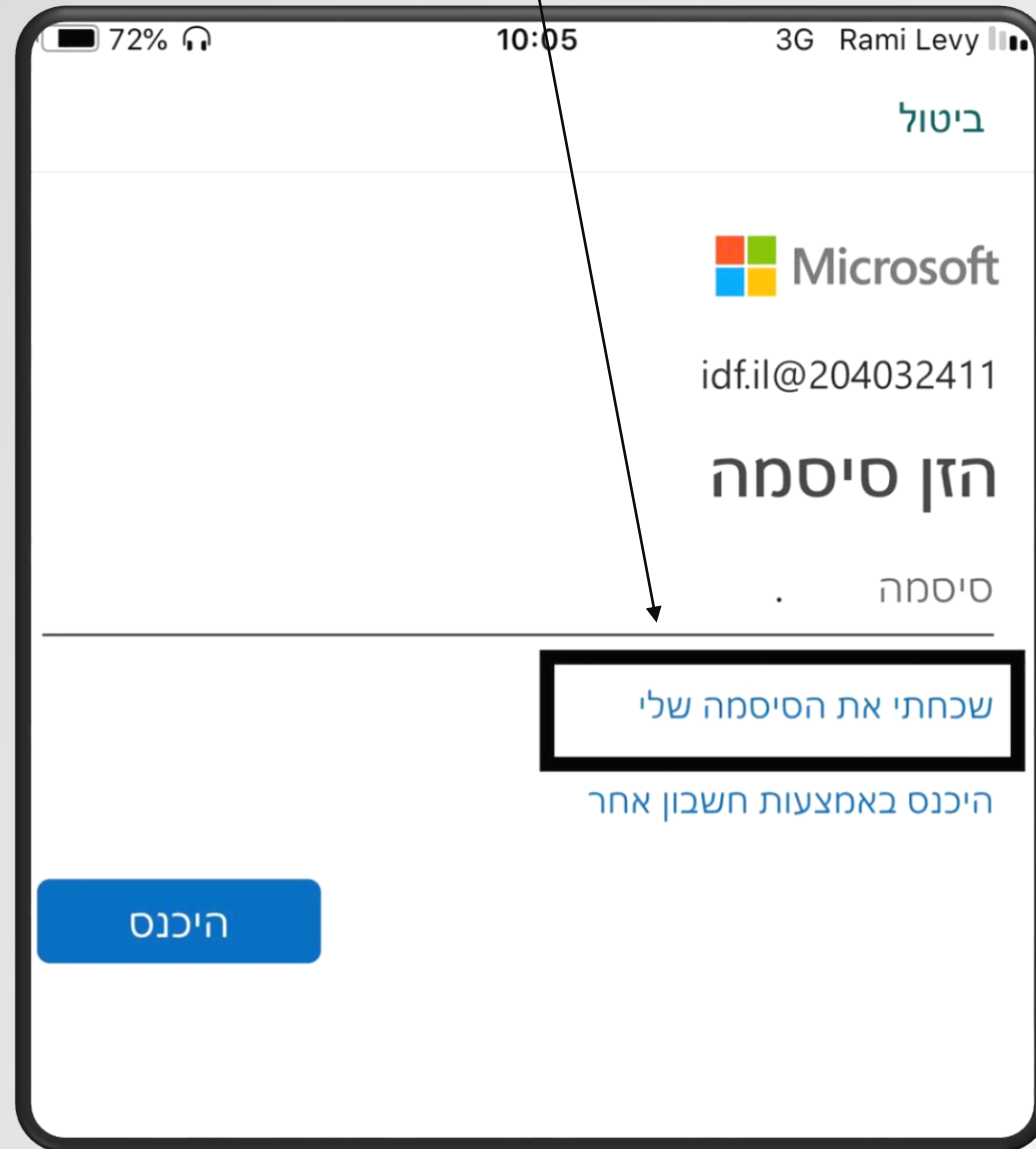 72% 10:05 3G Rami Levy
ביטול
Microsoft
idf.il@204032411
הזן סיסמה
סיסמה .
שכחתי את הסיסמה שלי
היכנס באמצעות חשבון אחר
היכנס